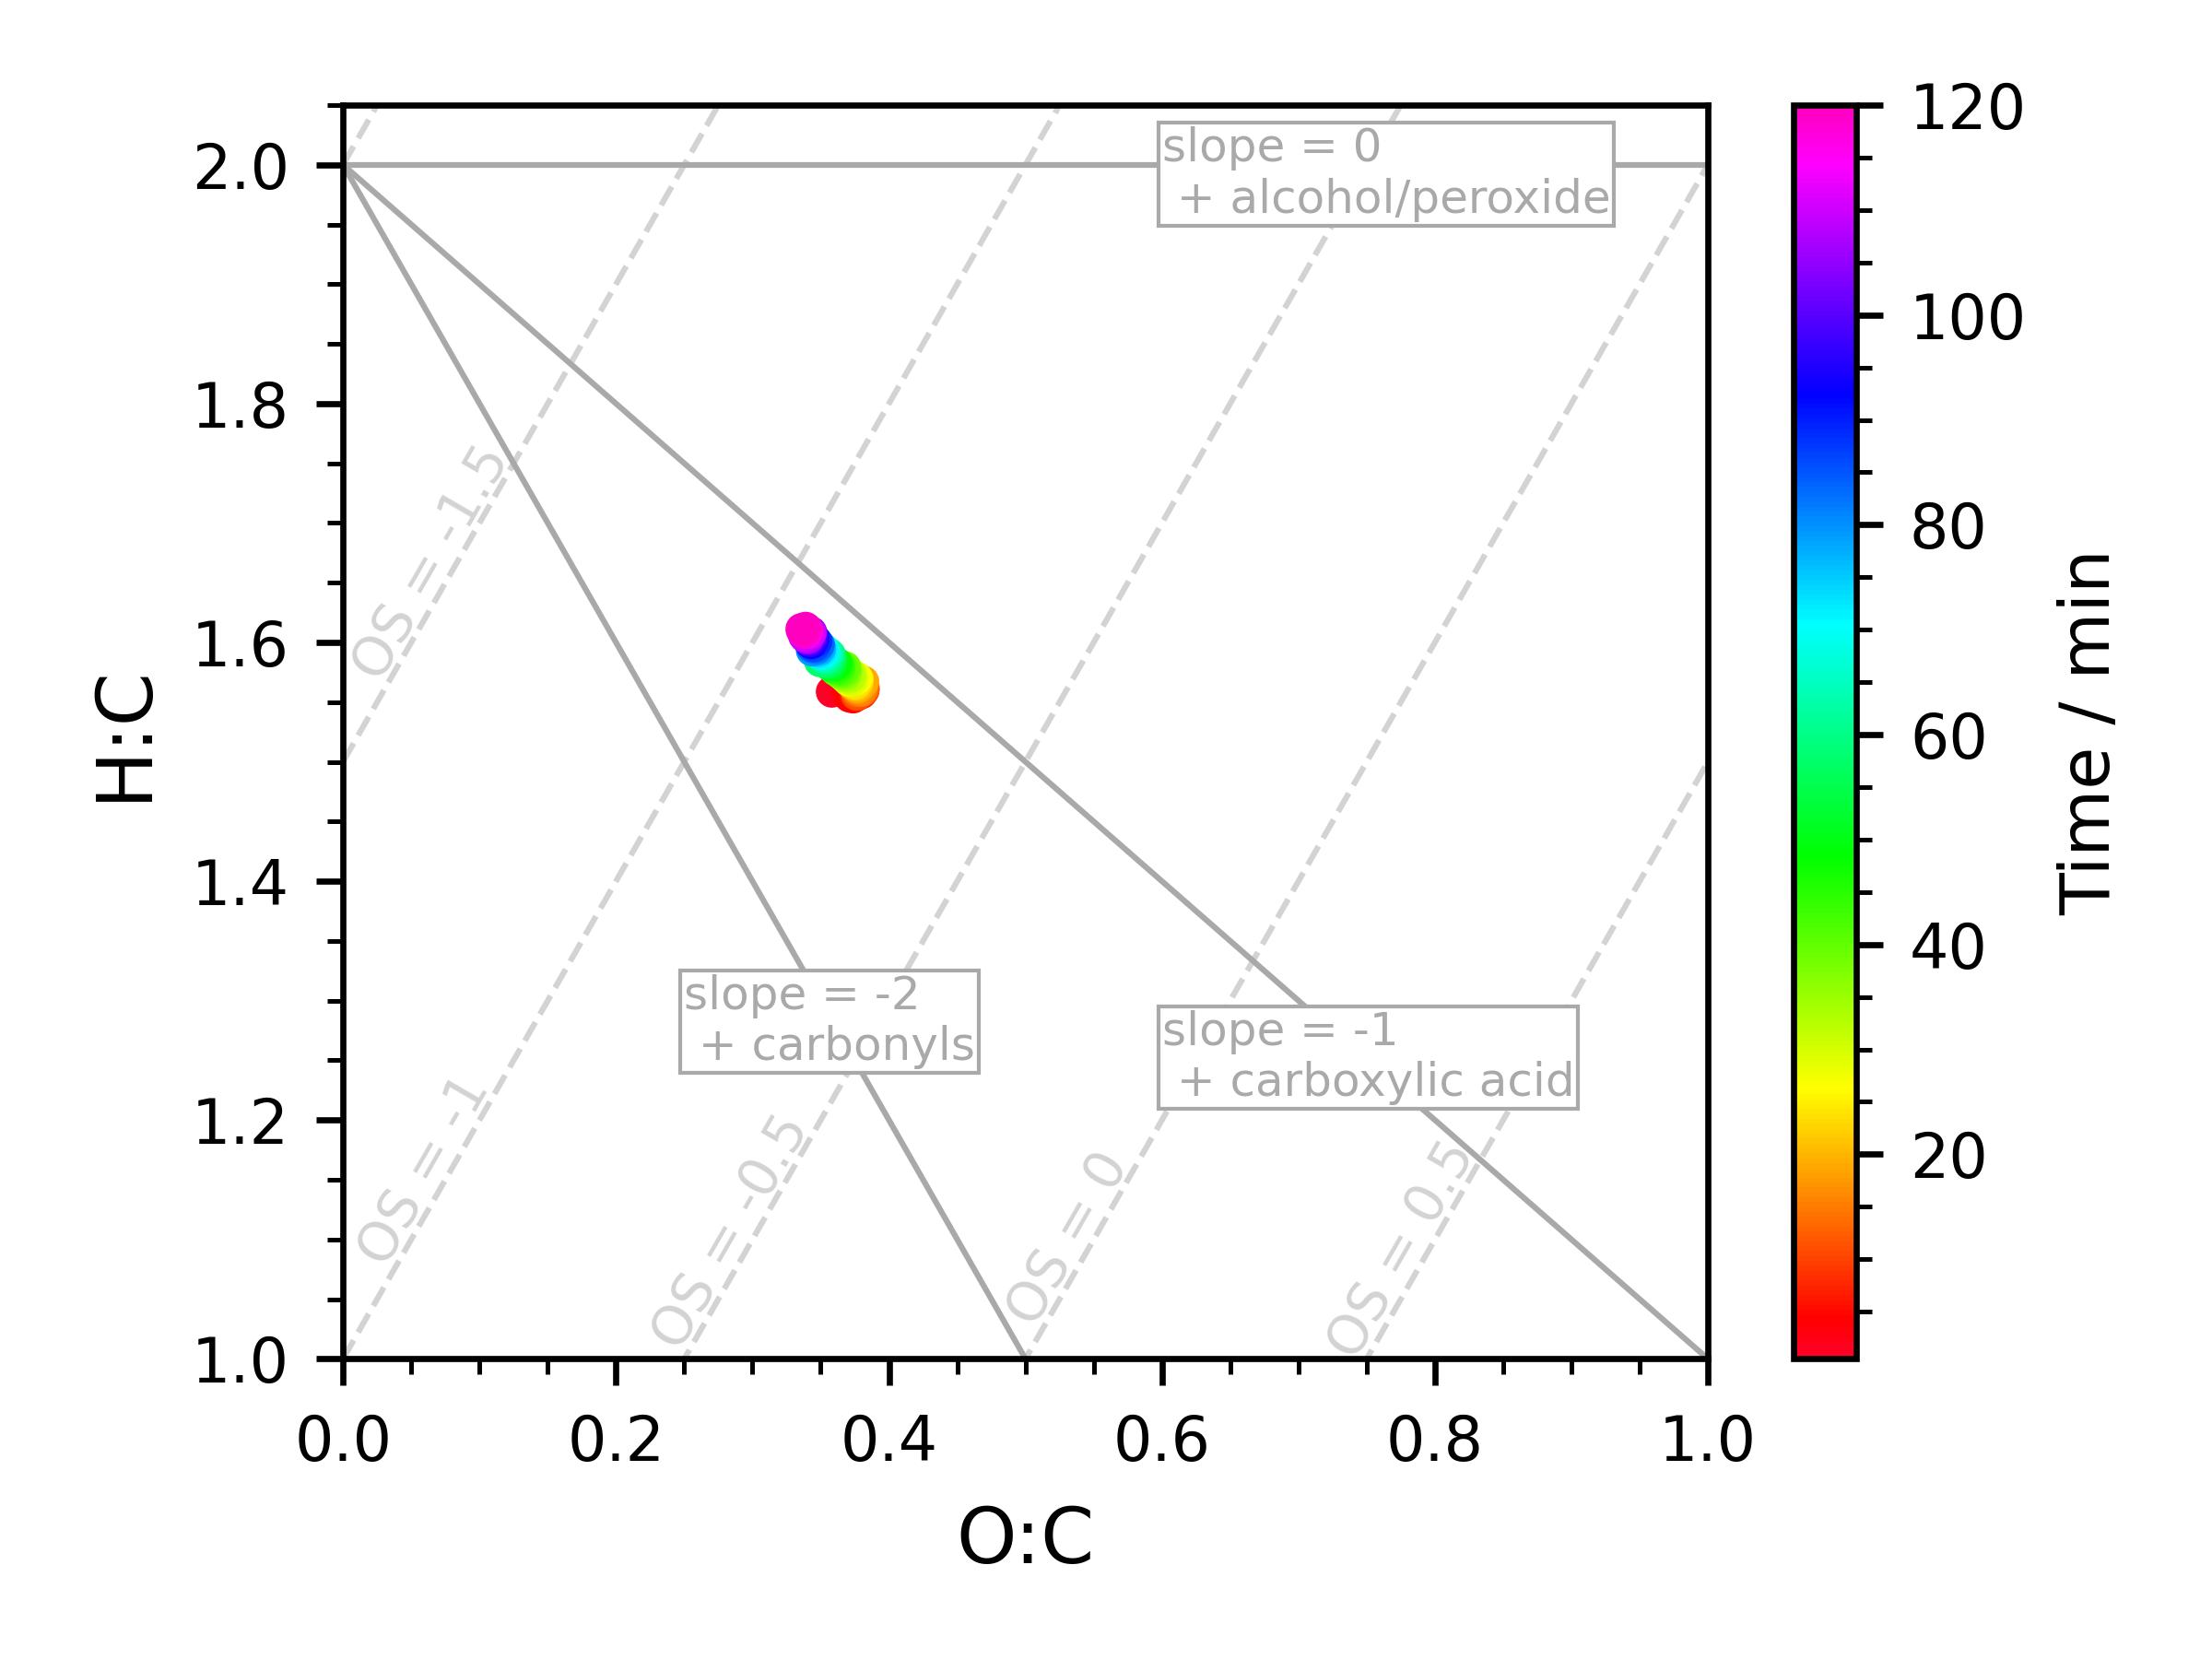 120
100
80
60
40
20
Time / min
2.0
1.8
1.6
1.4
1.2
1.0
H:C
slope = 0
+ alcohol/peroxide
OS = -1.5
slope = -2
+ carbonyls
slope = -1
+ carboxylic acid
OS = -1
OS = -0.5
OS = 0
OS = 0.5
0.0
0.2
0.4
0.6
0.8
1.0
O:C